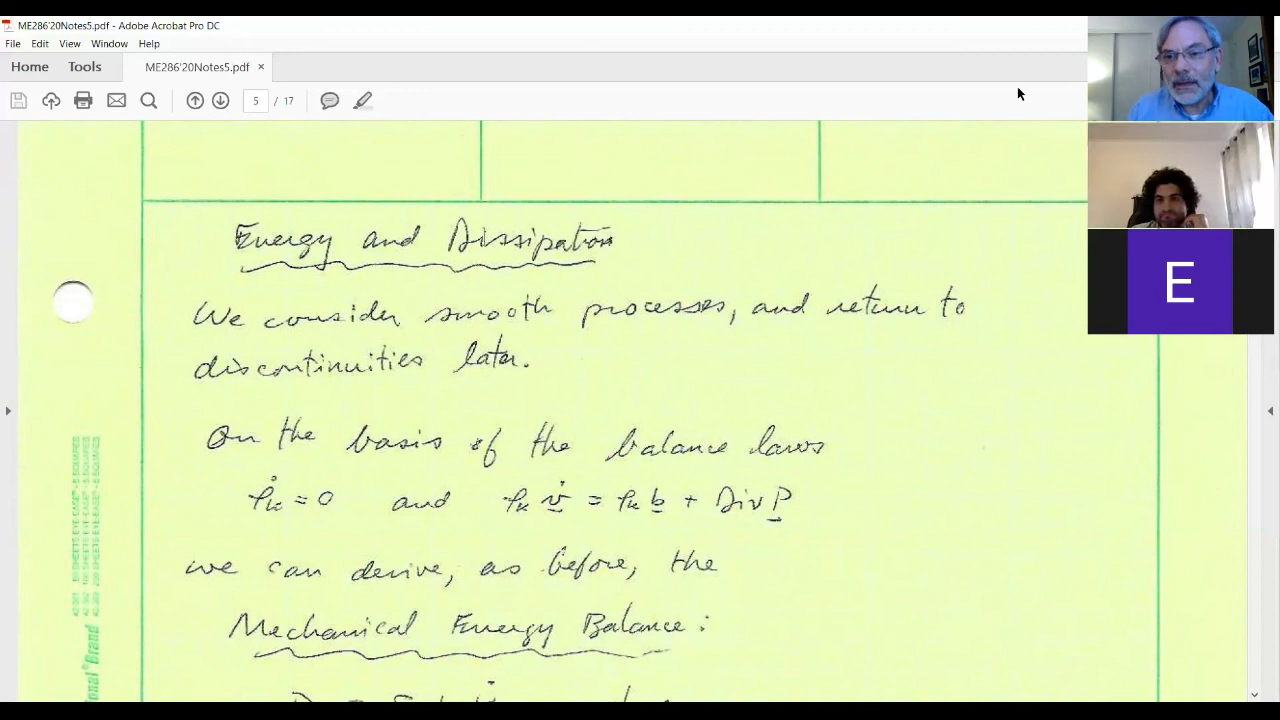 ME286'20Notes5.pdf - Adobe Acrobat Pro DC
File Edit View Window Help
Home Tools ME286'20Notes5.pdf ×
5 / 17
Energy and Dissipation
We consider smooth processes, and return to
discontinuities later.
On the basis of the balance laws
ρ̇κ = 0 and ρκ v̇ = ρκ b + Div P
we can derive, as before, the
Mechanical Energy Balance:
E